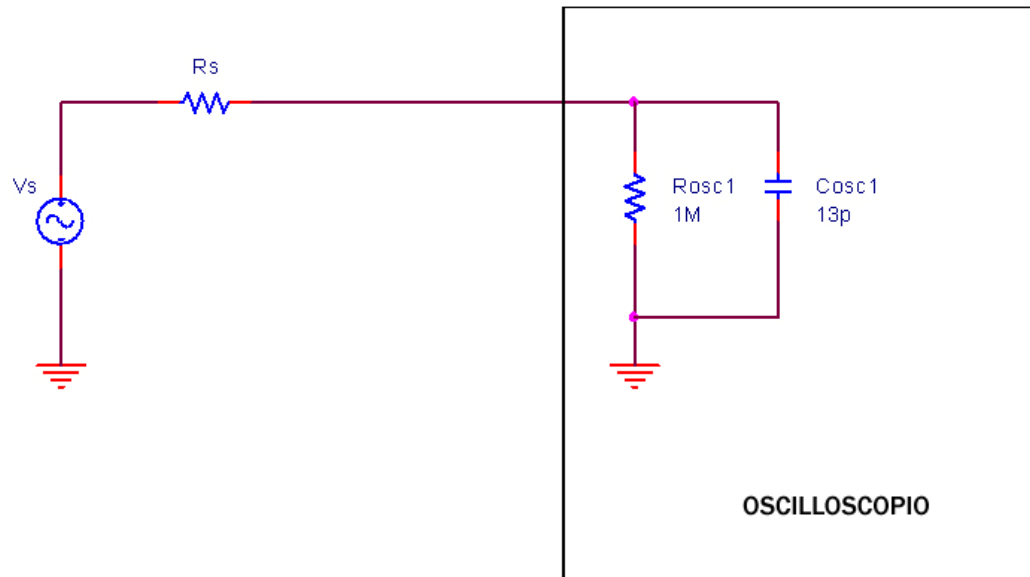 Rs
Vs
Rosc1
1M
Cosc1
13p
OSCILLOSCOPIO